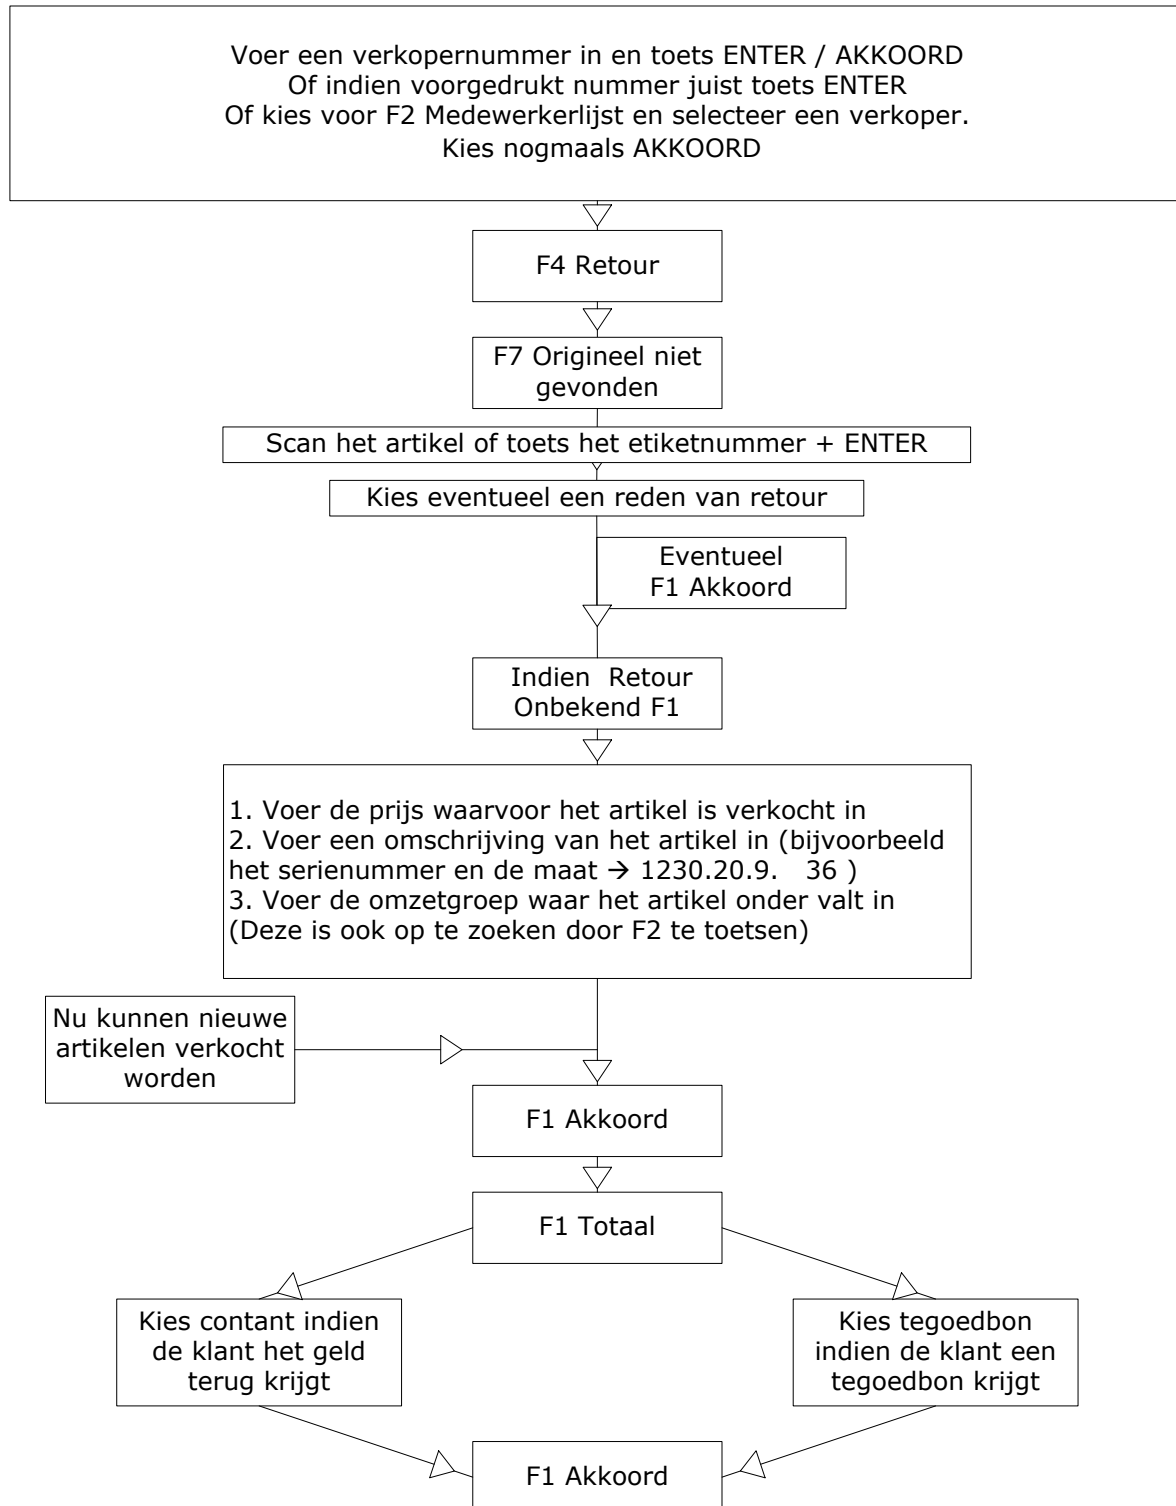 Voer een verkopernummer in en toets ENTER / AKKOORD
Of indien voorgedrukt nummer juist toets ENTER
Of kies voor F2 Medewerkerlijst en selecteer een verkoper.
Kies nogmaals AKKOORD
F4 Retour
F7 Origineel niet
gevonden
Scan het artikel of toets het etiketnummer + ENTER
Kies eventueel een reden van retour
Eventueel
F1 Akkoord
Indien Retour
Onbekend F1
1. Voer de prijs waarvoor het artikel is verkocht in
2. Voer een omschrijving van het artikel in (bijvoorbeeld
het serienummer en de maat → 1230.20.9. 36 )
3. Voer de omzetgroep waar het artikel onder valt in
(Deze is ook op te zoeken door F2 te toetsen)
Nu kunnen nieuwe
artikelen verkocht
worden
F1 Akkoord
F1 Totaal
Kies contant indien
de klant het geld
terug krijgt
Kies tegoedbon
indien de klant een
tegoedbon krijgt
F1 Akkoord